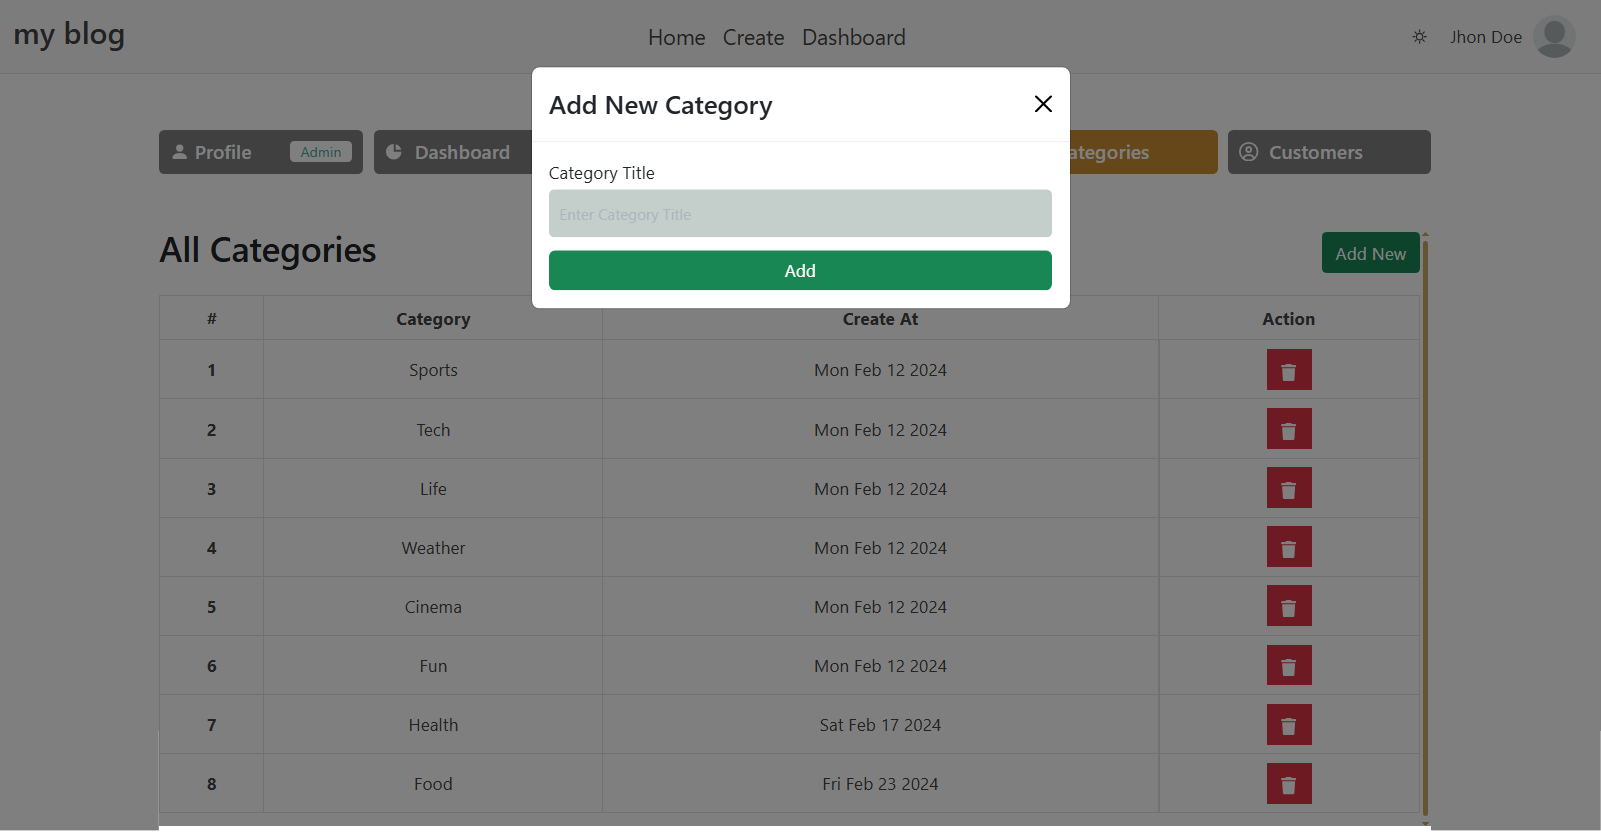 my blog
Home Create Dashboard
Jhon Doe
Add New Category
Profile Admin Dashboard ategories Customers
Category Title
Enter Category Title
Add
All Categories
Add New
# Category Create At Action
1 Sports Mon Feb 12 2024
2 Tech Mon Feb 12 2024
3 Life Mon Feb 12 2024
4 Weather Mon Feb 12 2024
5 Cinema Mon Feb 12 2024
6 Fun Mon Feb 12 2024
7 Health Sat Feb 17 2024
8 Food Fri Feb 23 2024